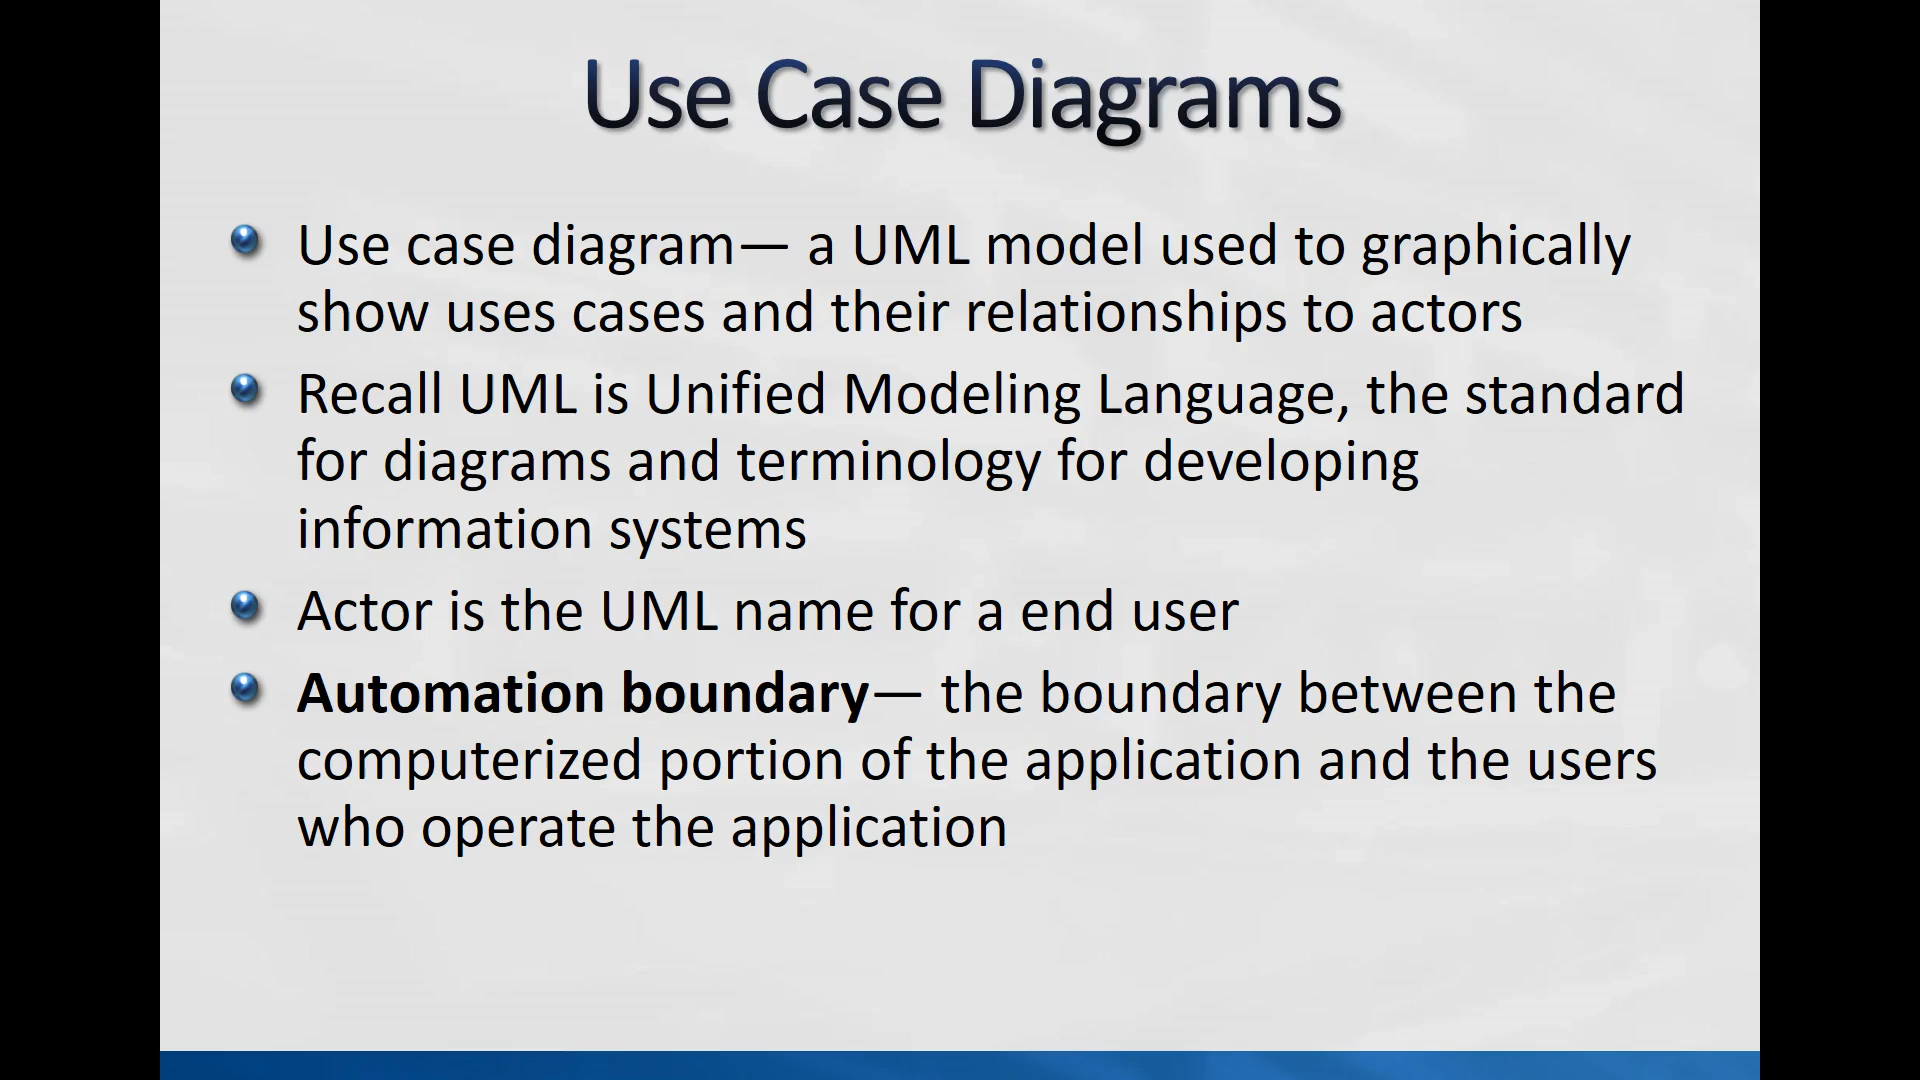 Use Case Diagrams
Use case diagram— a UML model used to graphically
show uses cases and their relationships to actors
Recall UML is Unified Modeling Language, the standard
for diagrams and terminology for developing
information systems
Actor is the UML name for a end user
Automation boundary— the boundary between the
computerized portion of the application and the users
who operate the application